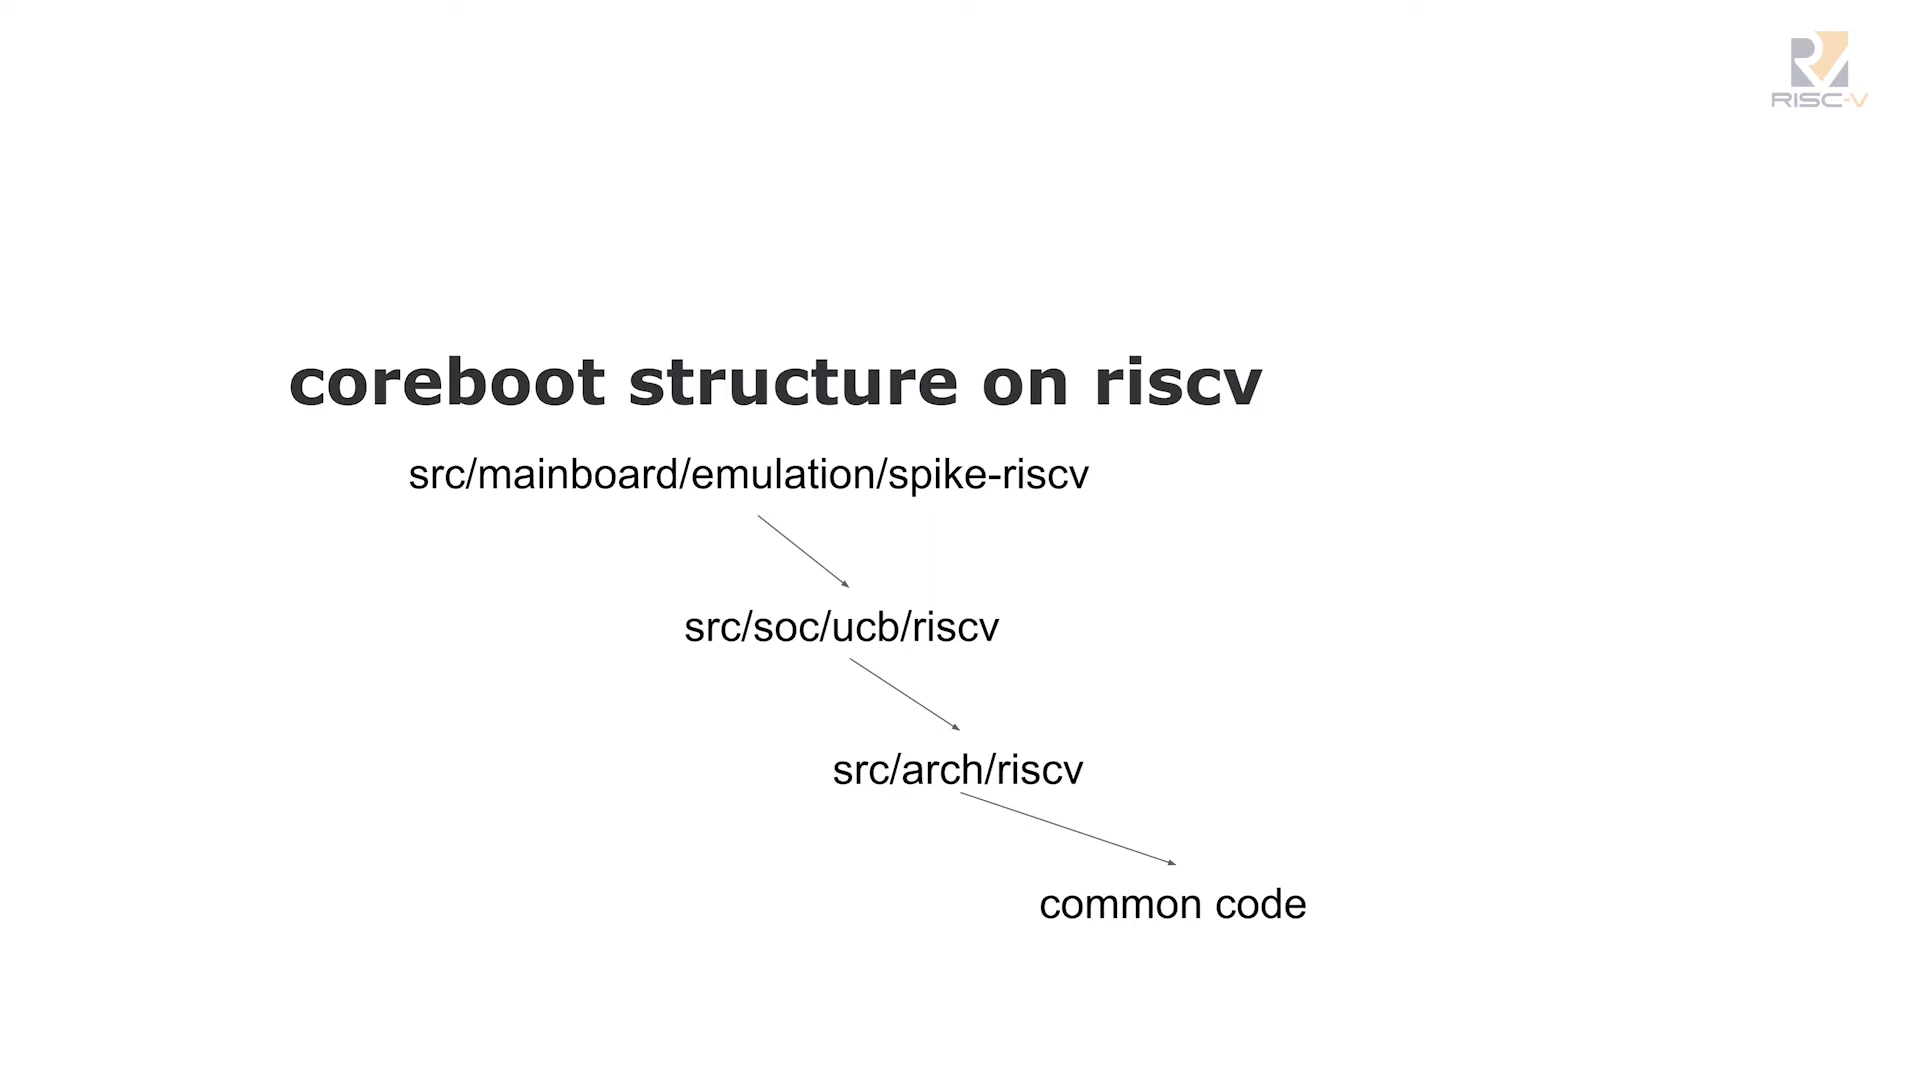 RISC-V
coreboot structure on riscv
src/mainboard/emulation/spike-riscv
src/soc/ucb/riscv
src/arch/riscv
common code